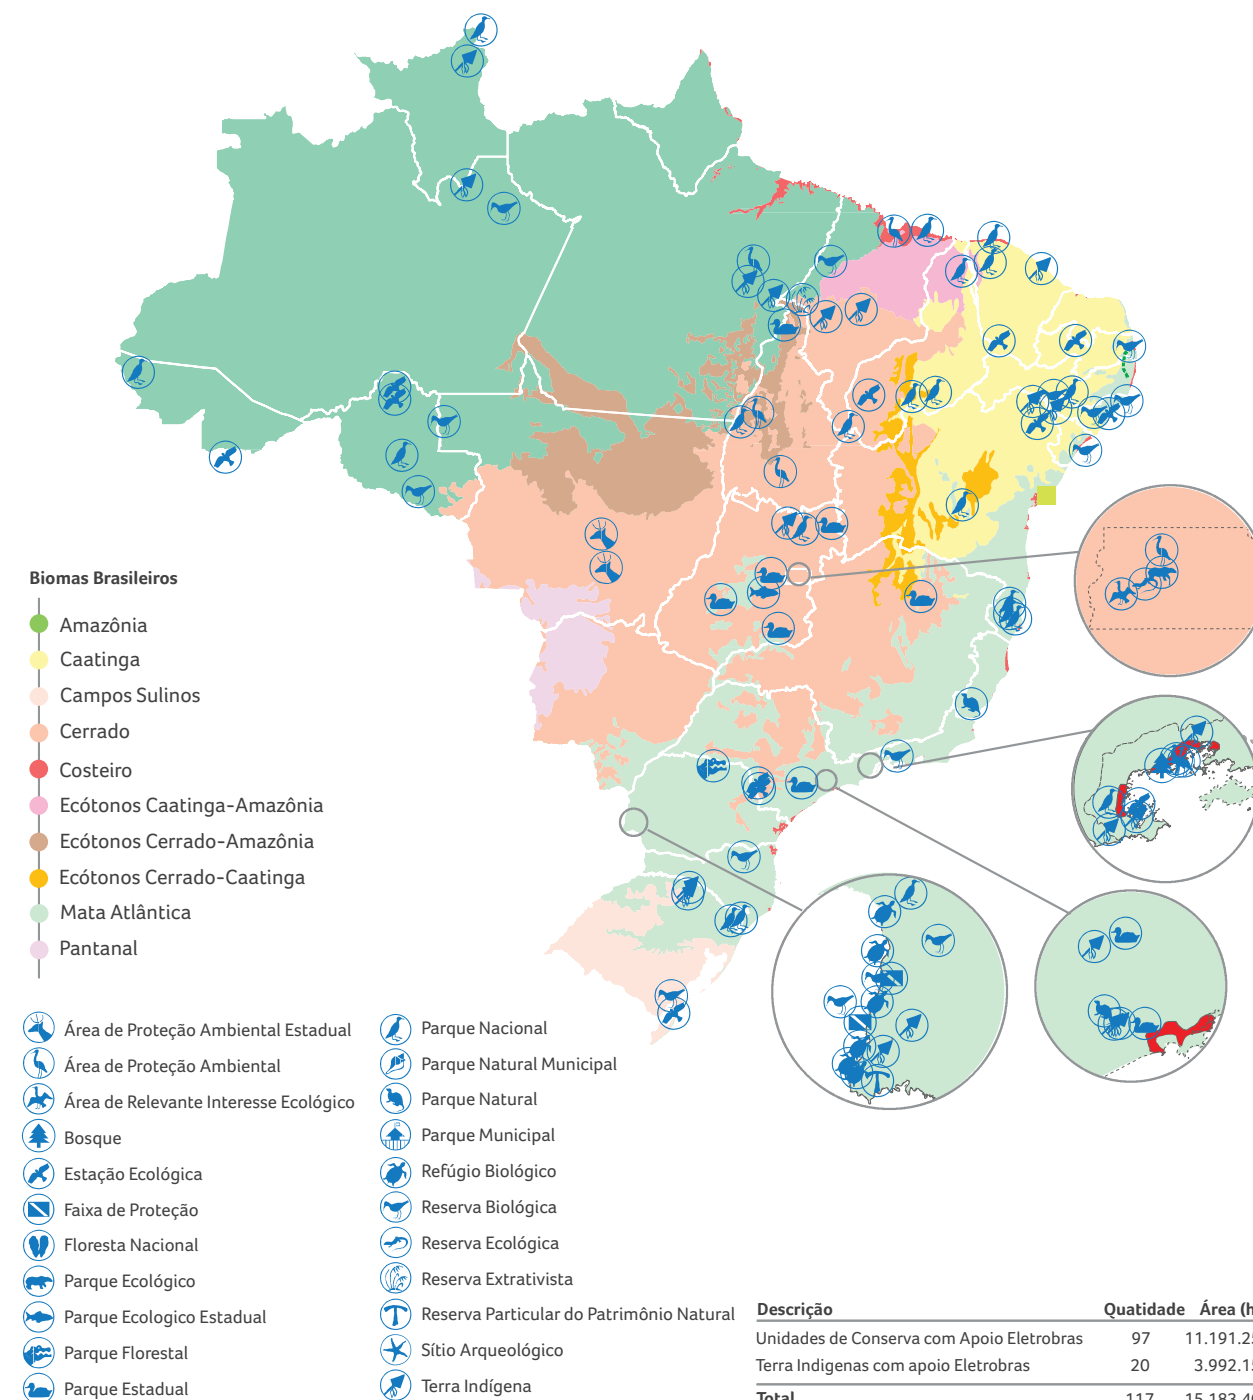 Biomas Brasileiros
Amazônia
Caatinga
Campos Sulinos
Cerrado
Costeiro
Ecótonos Caatinga-Amazônia
Ecótonos Cerrado-Amazônia
Ecótonos Cerrado-Caatinga
Mata Atlântica
Pantanal
Área de Proteção Ambiental Estadual
Área de Proteção Ambiental
Área de Relevante Interesse Ecológico
Bosque
Estação Ecológica
Faixa de Proteção
Floresta Nacional
Parque Ecológico
Parque Ecologico Estadual
Parque Florestal
Parque Estadual
Parque Nacional
Parque Natural Municipal
Parque Natural
Parque Municipal
Refúgio Biológico
Reserva Biológica
Reserva Ecológica
Reserva Extrativista
Reserva Particular do Patrimônio Natural
Sítio Arqueológico
Terra Indígena
Descrição Quatidade Área
Unidades de Conserva com Apoio Eletrobras 97
Terra Indigenas com apoio Eletrobras 20
Total 117